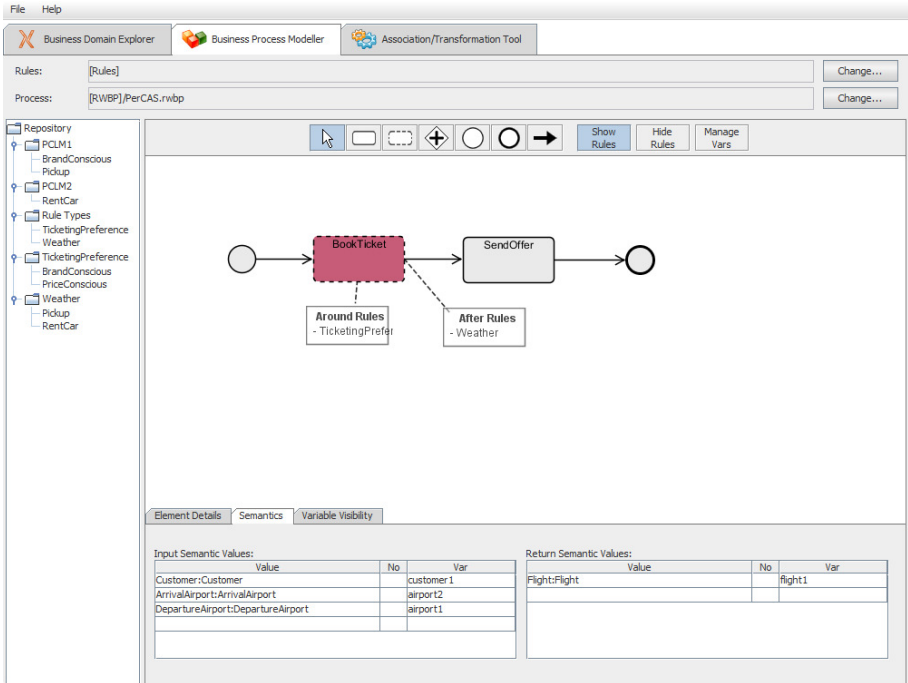 File Help
Business Domain Explorer Business Process Modeller Association/Transformation Tool
Rules: [Rules] Change...
Process: [RWBP]/PerCAS.rwbp Change...
Repository
PCLM1
BrandConscious
Pickup
PCLM2
RentCar
Rule Types
TicketingPreference
Weather
TicketingPreference
BrandConscious
PriceConscious
Weather
Pickup
RentCar
Show Rules
Hide Rules
Manage Vars
BookTicket
SendOffer
Around Rules
- TicketingPrefer
After Rules
- Weather
Element Details Semantics Variable Visibility
Input Semantic Values:
Value No Var
Customer:Customer customer1
ArrivalAirport:ArrivalAirport airport2
DepartureAirport:DepartureAirport airport1
Return Semantic Values:
Value No Var
Flight:Flight flight1